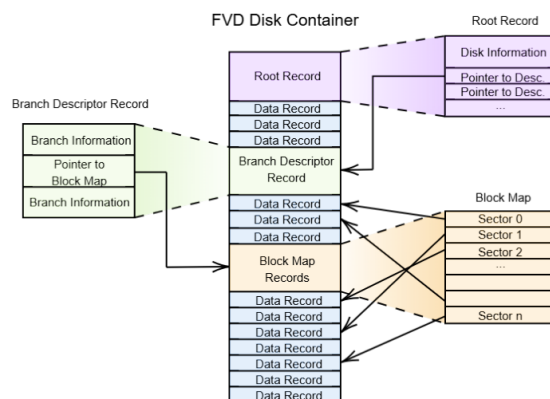 FVD Disk Container
Root Record
Disk Information
Pointer to Desc.
Pointer to Desc.
...
Root Record
Data Record
Data Record
Data Record
Branch Descriptor Record
Branch Information
Pointer to
Block Map
Branch Information
Branch Descriptor
Record
Data Record
Data Record
Data Record
Block Map
Sector 0
Sector 1
Sector 2
...
Sector n
Block Map
Records
Data Record
Data Record
Data Record
Data Record
Data Record
Data Record
Data Record